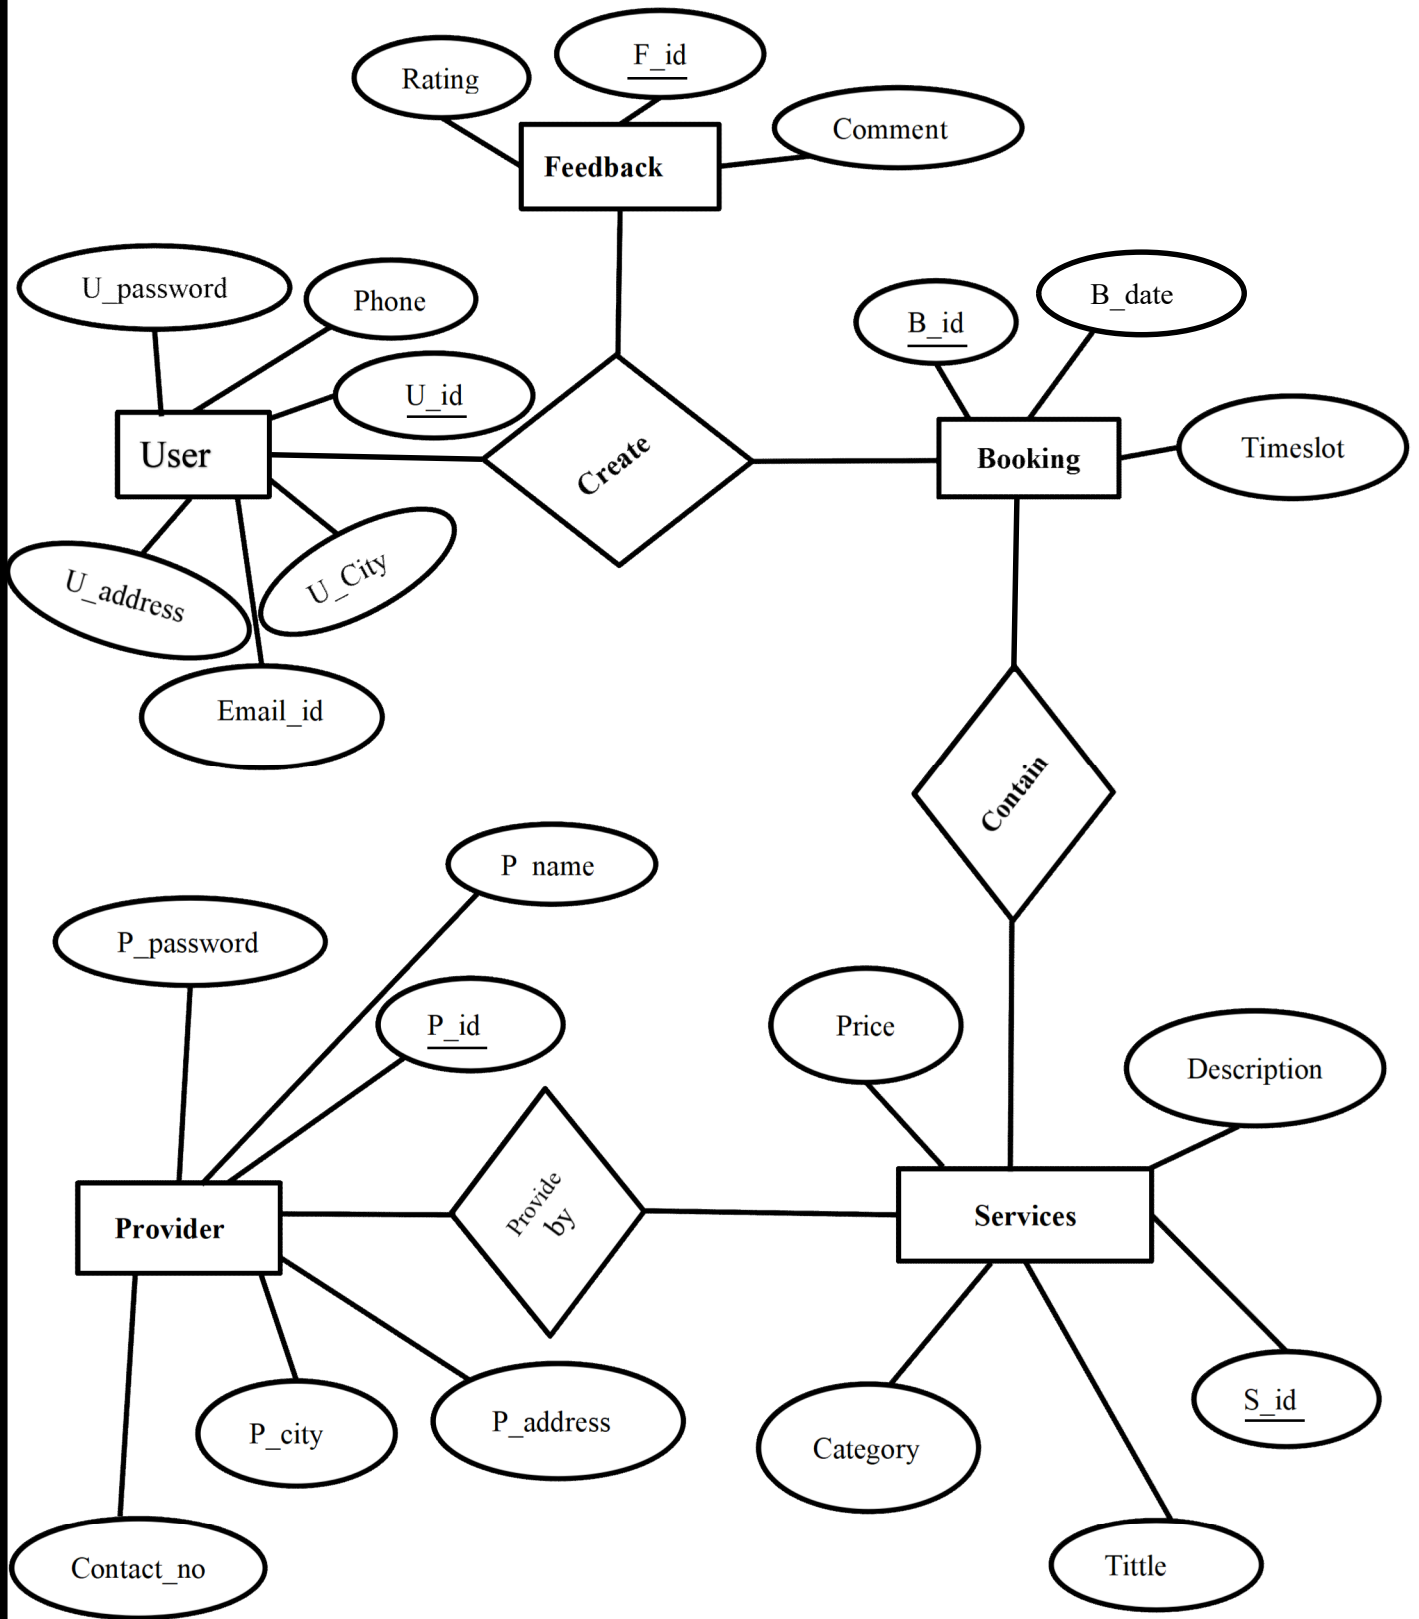 F_id
Rating
Comment
Feedback
U_password
Phone
B_id
B_date
U_id
User
Create
Booking
Timeslot
U_address
U_City
Email_id
Contain
P name
P_password
P_id
Price
Description
Provider
Provide
by
Services
P_city
P_address
Category
S_id
Contact_no
Tittle